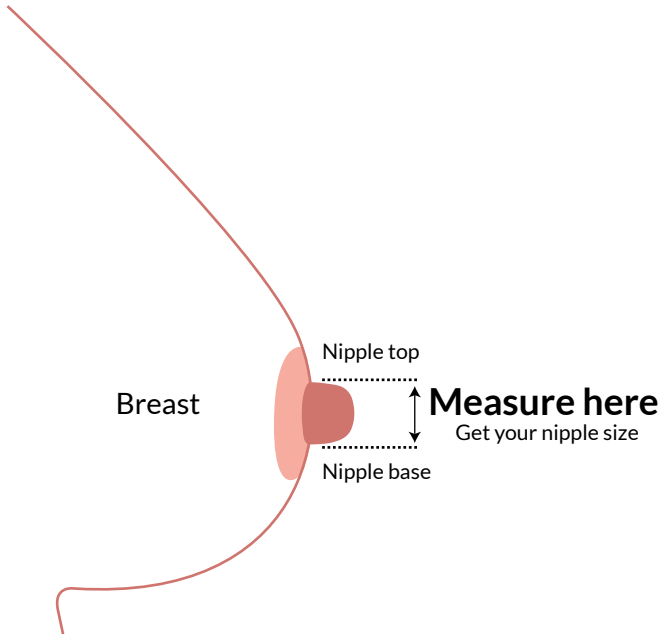 Nipple top
Breast
Measure here
Get your nipple size
Nipple base